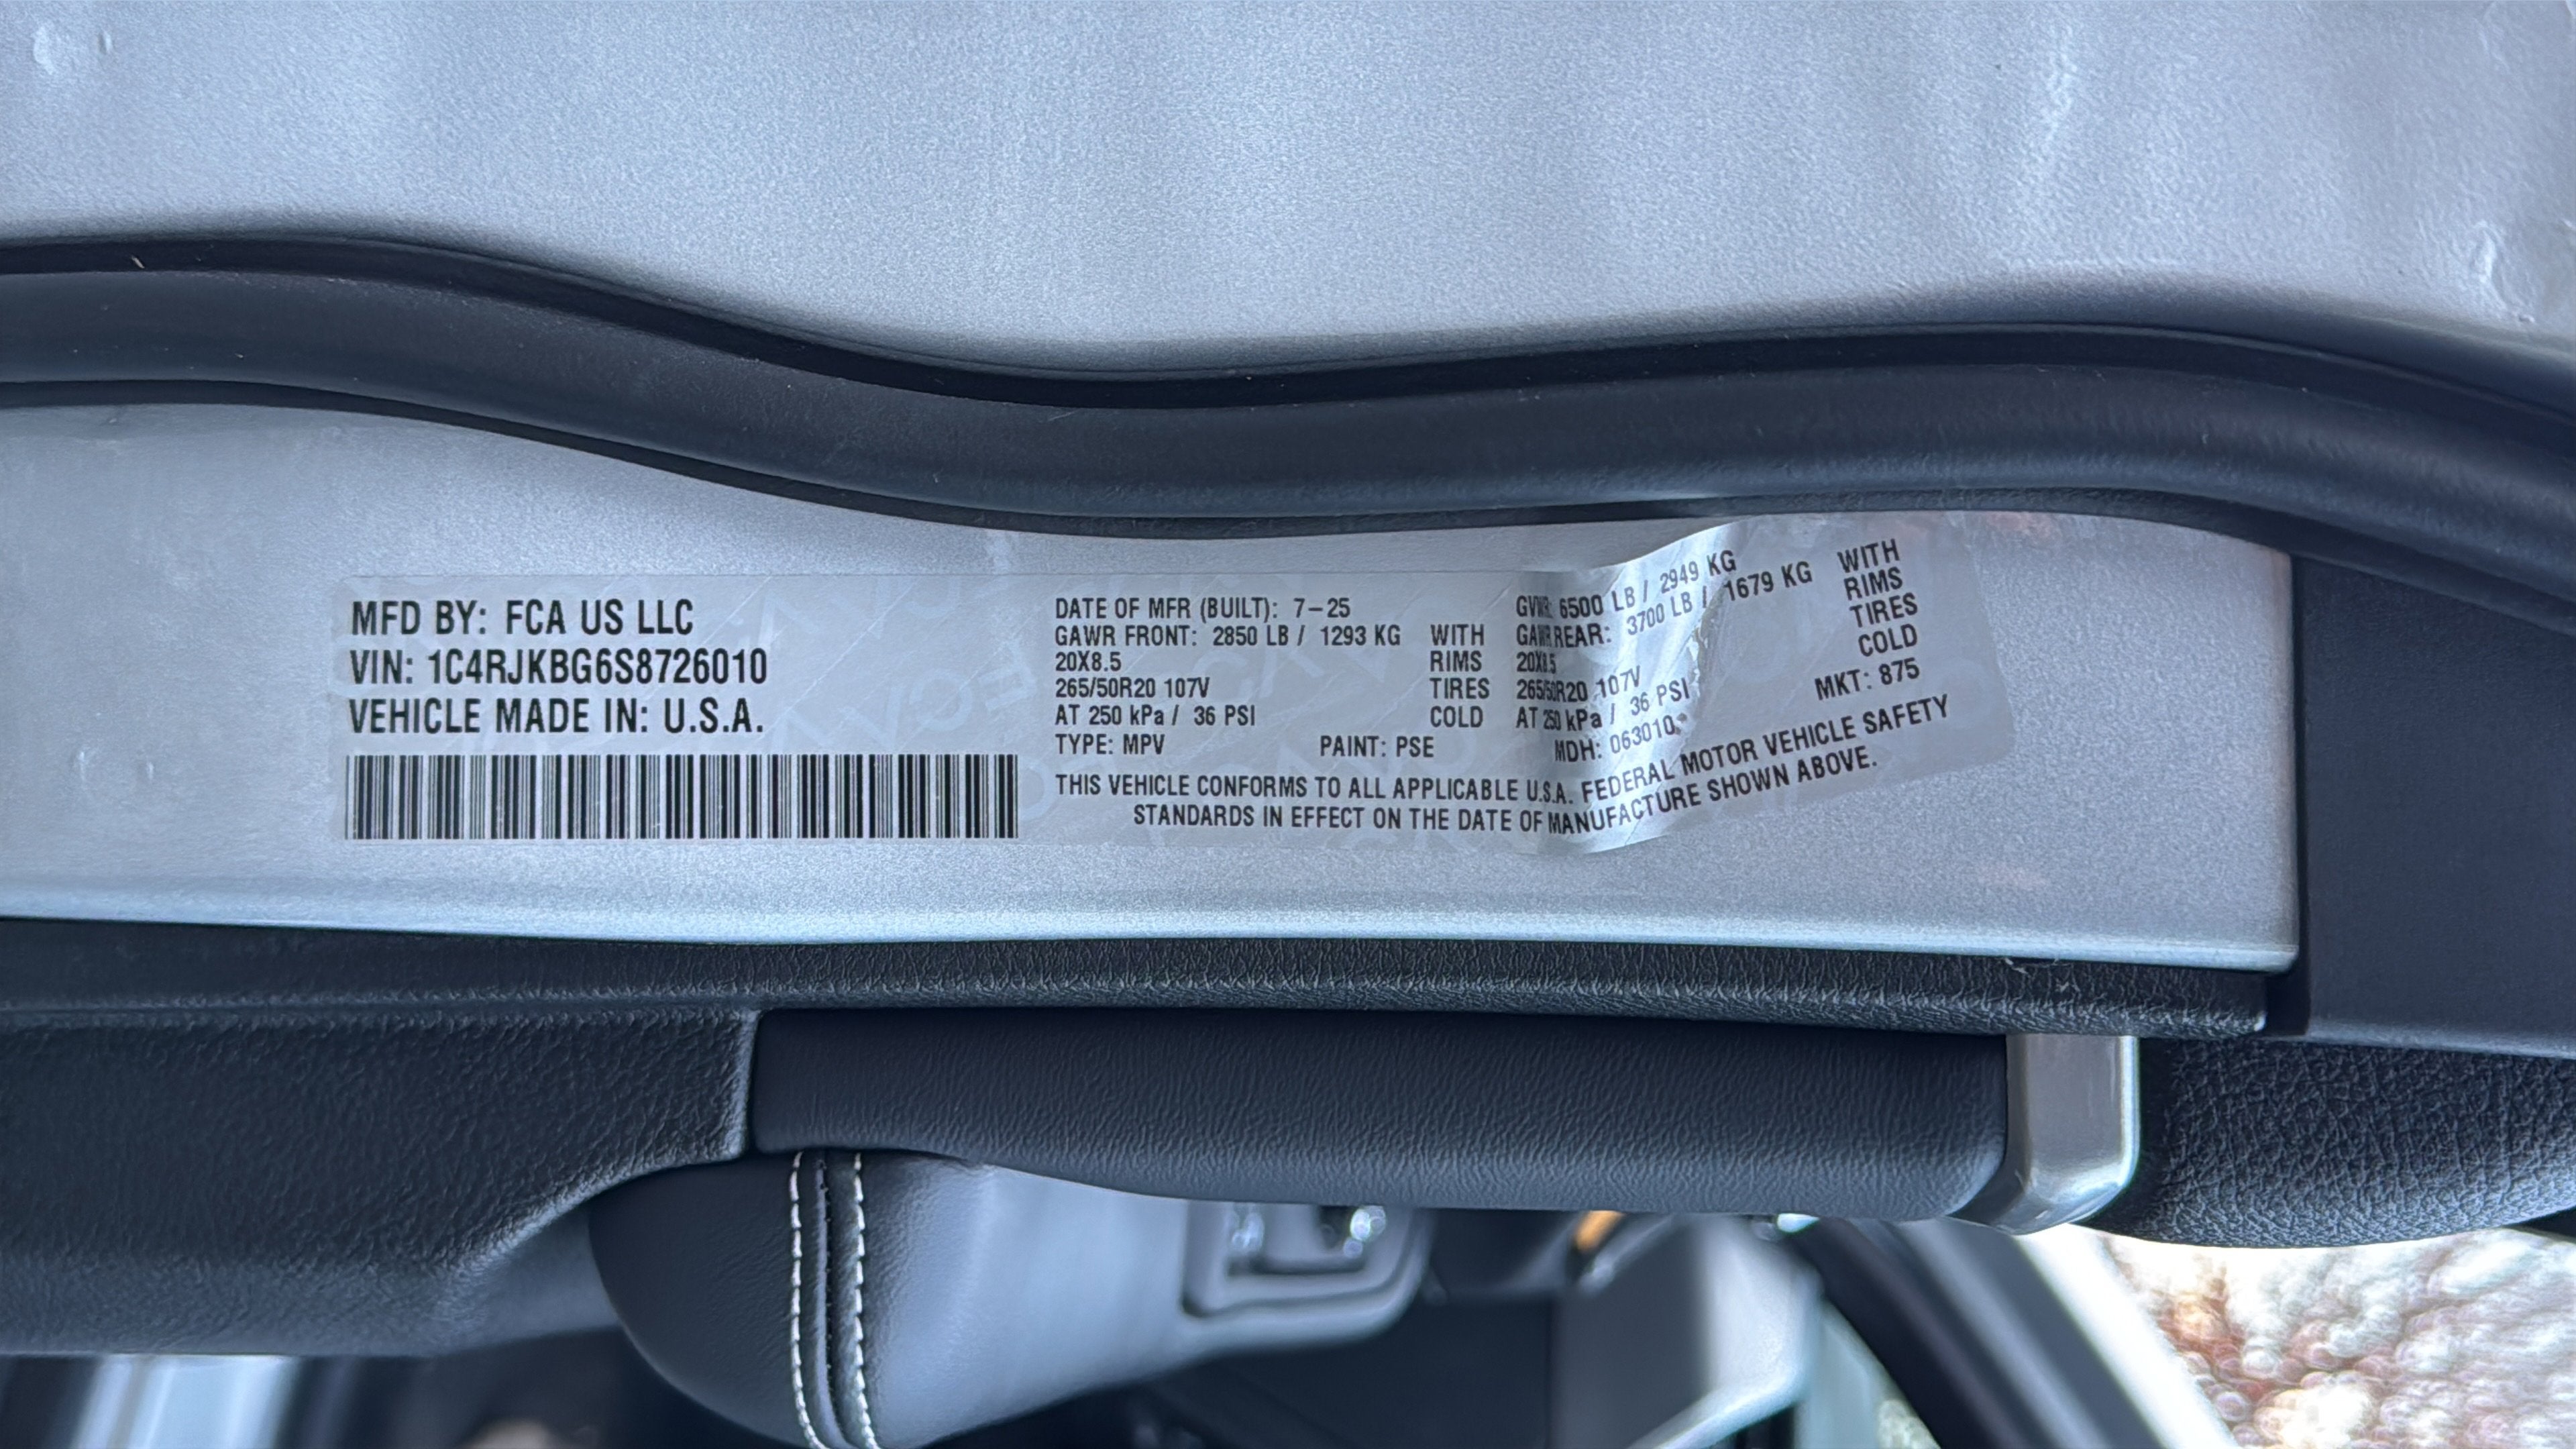 MFD BY: FCA US LLC
VIN: 1C4RJKBG6S8726010
VEHICLE MADE IN: U.S.A.
DATE OF MFR (BUILT): 7-25 GVWR: 6500 LB / 2949 KG
GAWR FRONT: 2850 LB / 1293 KG WITH GAWR REAR: 3700 LB / 1679 KG WITH
20X8.5 RIMS 20X8.5 RIMS
265/50R20 107V TIRES 265/50R20 107V TIRES
AT 250 kPa / 36 PSI COLD AT 250 kPa / 36 PSI COLD
TYPE: MPV PAINT: PSE MDH: 063010 MKT: 875
THIS VEHICLE CONFORMS TO ALL APPLICABLE U.S.A. FEDERAL MOTOR VEHICLE SAFETY
STANDARDS IN EFFECT ON THE DATE OF MANUFACTURE SHOWN ABOVE.